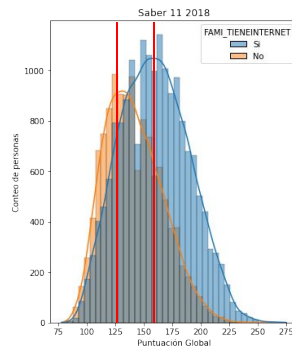 Saber 11 2018
FAMI_TIENEINTERNET
Si
No
Conteo de personas
1000
800
600
400
200
0
75 100 125 150 175 200 225 250 275
Puntuación Global